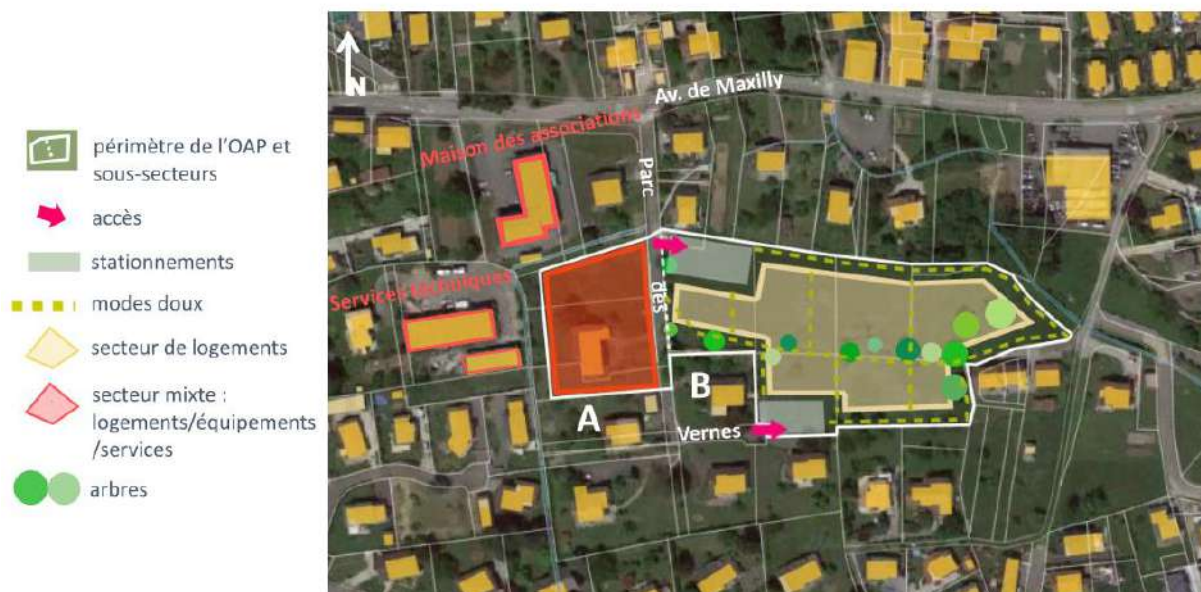 périmètre de l'OAP et
sous-secteurs
accès
stationnements
modes doux
secteur de logements
secteur mixte :
logements/équipements
/services
arbres
N
Av. de Maxilly
Maison des associations
Parc
Services techniques
des
A
B
Vernes